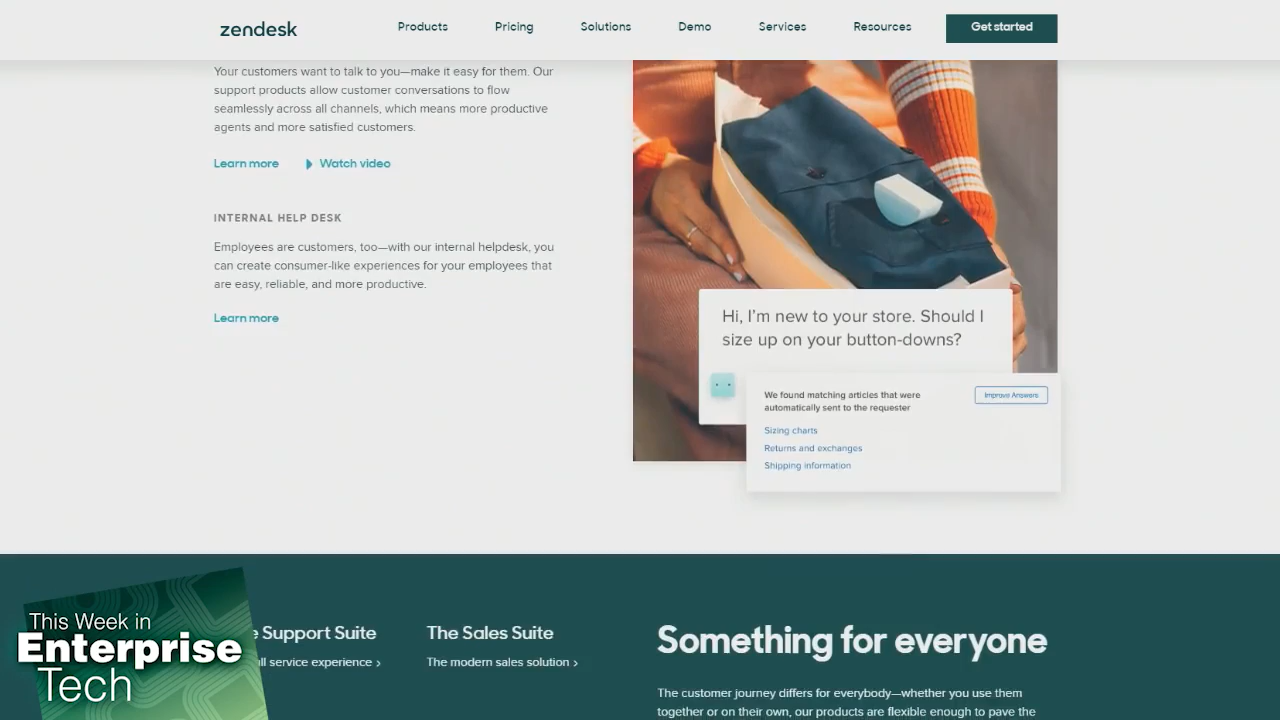 zendesk
Products
Pricing
Solutions
Demo
Services
Resources
Get started
Your customers want to talk to you—make it easy for them. Our
support products allow customer conversations to flow
seamlessly across all channels, which means more productive
agents and more satisfied customers.
Learn more
Watch video
INTERNAL HELP DESK
Employees are customers, too—with our internal helpdesk, you
can create consumer-like experiences for your employees that
are easy, reliable, and more productive.
Learn more
Hi, I'm new to your store. Should I
size up on your button-downs?
We found matching articles that were
automatically sent to the requester
Improve Answers
Sizing charts
Returns and exchanges
Shipping information
This Week in
Enterprise
Tech
Support Suite
service experience ›
The Sales Suite
The modern sales solution ›
Something for everyone
The customer journey differs for everybody—whether you use them
together or on their own, our products are flexible enough to pave the